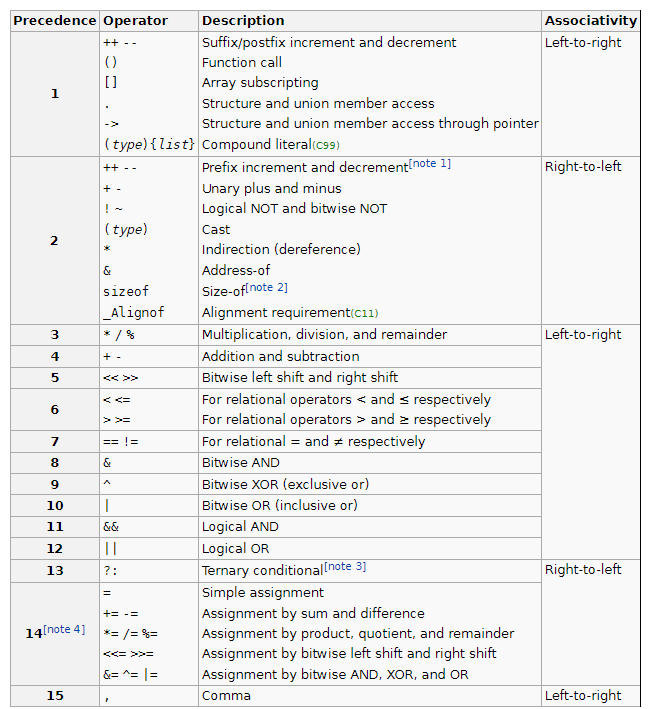 Precedence Operator Description Associativity
1 ++ -- Suffix/postfix increment and decrement Left-to-right
() Function call
[] Array subscripting
. Structure and union member access
-> Structure and union member access through pointer
(type){list} Compound literal(C99)
2 ++ -- Prefix increment and decrement[note 1] Right-to-left
+ - Unary plus and minus
! ~ Logical NOT and bitwise NOT
(type) Cast
* Indirection (dereference)
& Address-of
sizeof Size-of[note 2]
_Alignof Alignment requirement(C11)
3 * / % Multiplication, division, and remainder Left-to-right
4 + - Addition and subtraction
5 << >> Bitwise left shift and right shift
6 < <= For relational operators < and ≤ respectively
> >= For relational operators > and ≥ respectively
7 == != For relational = and ≠ respectively
8 & Bitwise AND
9 ^ Bitwise XOR (exclusive or)
10 | Bitwise OR (inclusive or)
11 && Logical AND
12 || Logical OR
13 ?: Ternary conditional[note 3] Right-to-left
14[note 4] = Simple assignment
+= -= Assignment by sum and difference
*= /= %= Assignment by product, quotient, and remainder
<<= >>= Assignment by bitwise left shift and right shift
&= ^= |= Assignment by bitwise AND, XOR, and OR
15 , Comma Left-to-right